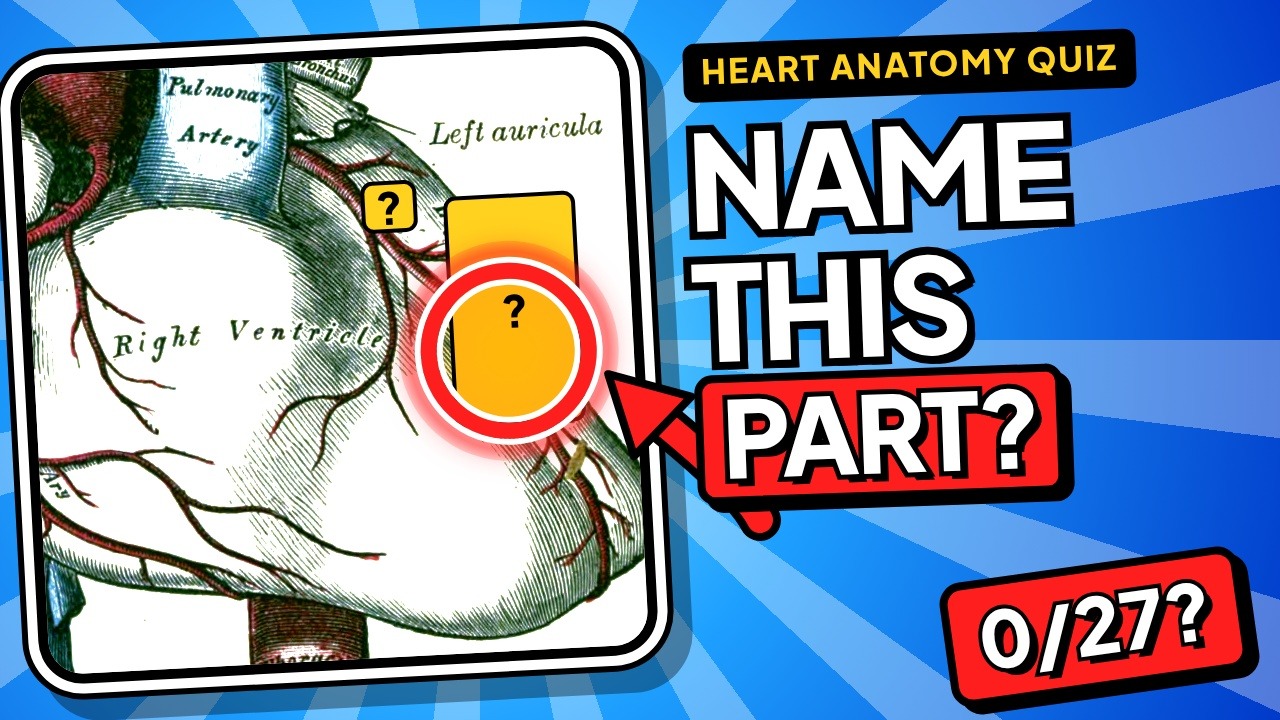 HEART ANATOMY QUIZ
NAME
THIS
PART?
0/27?
Pulmonary
Artery
Left auricula
?
?
Right Ventricle